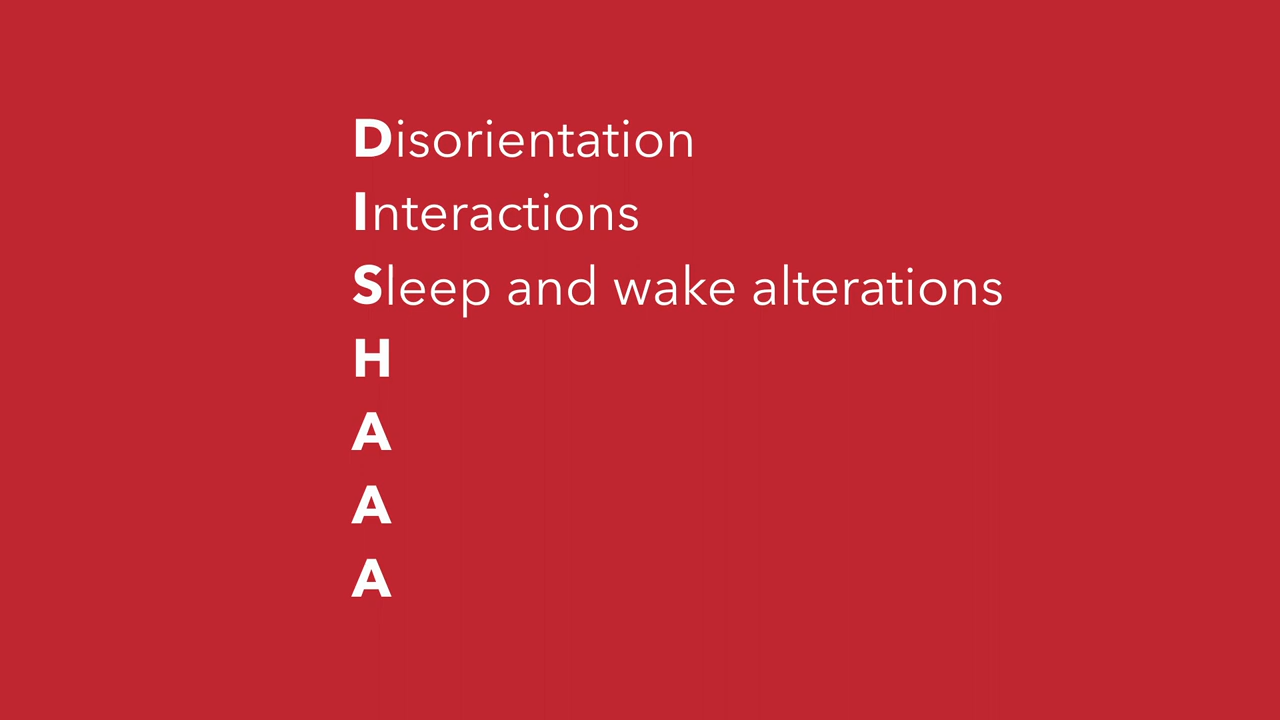 Disorientation
Interactions
Sleep and wake alterations
H
A
A
A